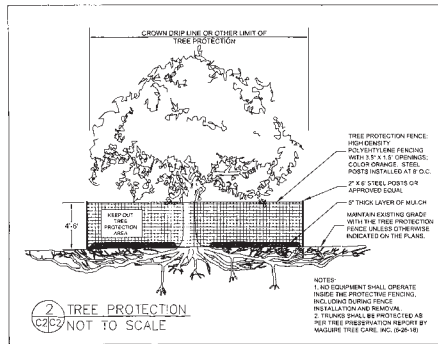 CROWN DRIP LINE OR OTHER LIMIT OF
TREE PROTECTION
TREE PROTECTION FENCE:
HIGH DENSITY
POLYEHTYLENE FENCING
WITH 3.5" X 1.5" OPENINGS;
COLOR ORANGE. STEEL
POSTS INSTALLED AT 8' O.C.
2" X 6' STEEL POSTS OR
APPROVED EQUAL
5" THICK LAYER OF MULCH
MAINTAIN EXISTING GRADE
WITH THE TREE PROTECTION
FENCE UNLESS OTHERWISE
INDICATED ON THE PLANS.
4'-6"
KEEP OUT
TREE
PROTECTION
AREA
NOTES:
1. NO EQUIPMENT SHALL OPERATE
INSIDE THE PROTECTIVE FENCING,
INCLUDING DURING FENCE
INSTALLATION AND REMOVAL.
2. TRUNKS SHALL BE PROTECTED AS
PER TREE PRESERVATION REPORT BY
MAGUIRE TREE CARE, INC. (6-26-18)
2 TREE PROTECTION
C2 C2 NOT TO SCALE